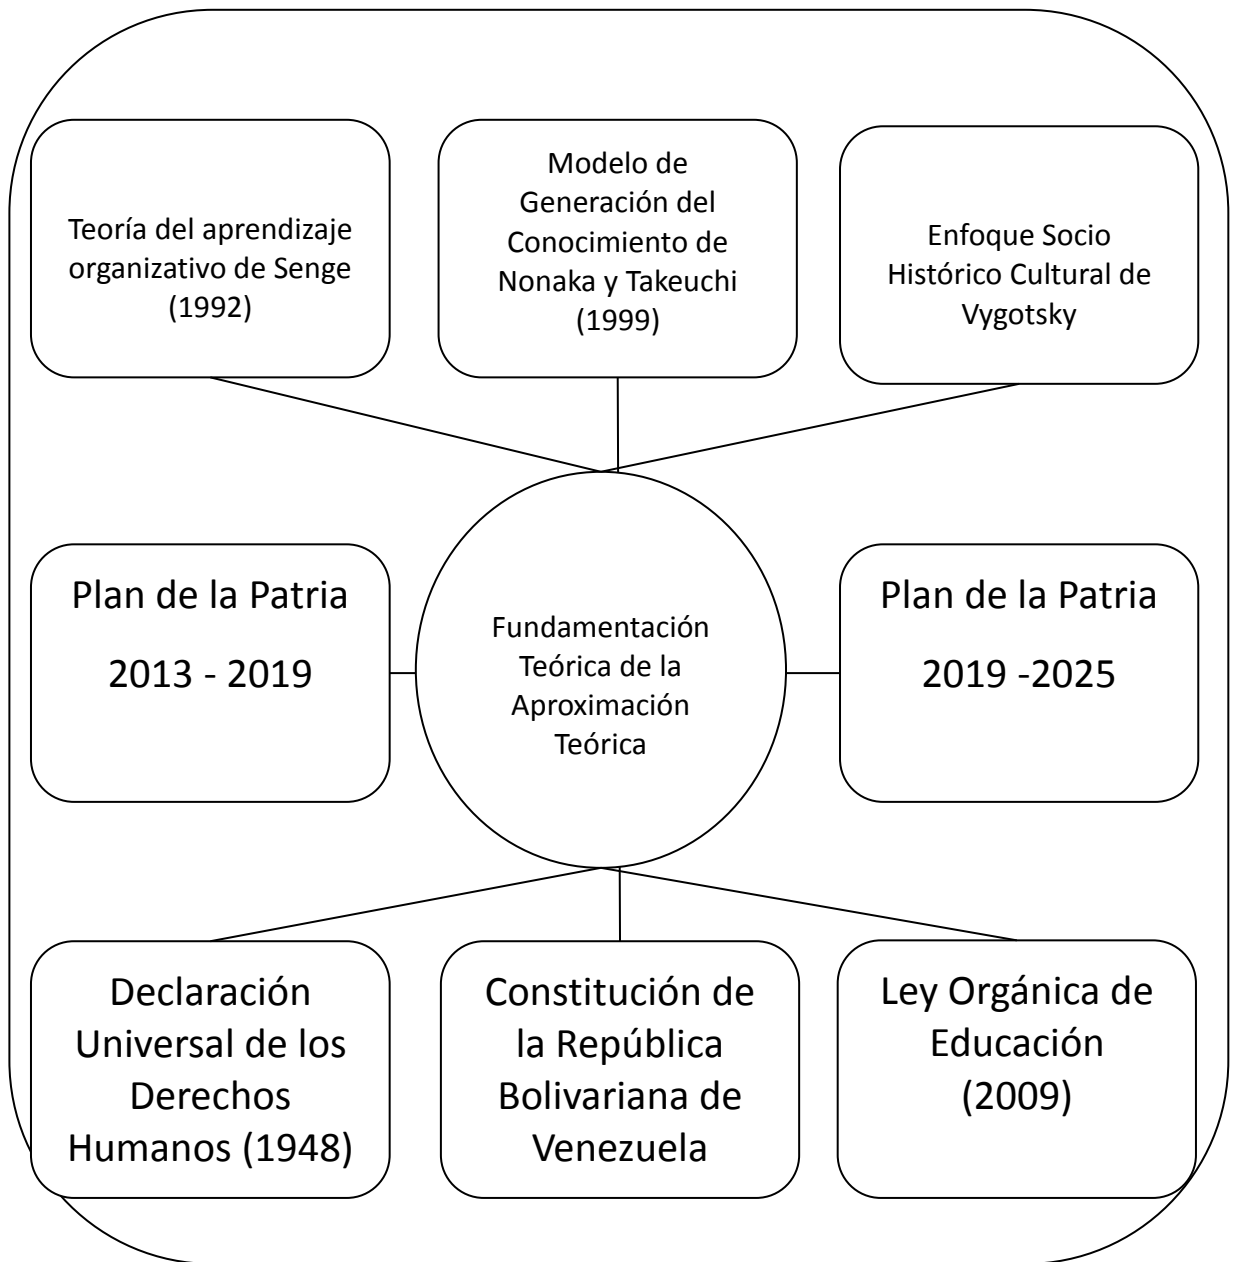 Teoría del aprendizaje
organizativo de Senge
(1992)
Modelo de
Generación del
Conocimiento de
Nonaka y Takeuchi
(1999)
Enfoque Socio
Histórico Cultural de
Vygotsky
Plan de la Patria
2013 - 2019
Fundamentación
Teórica de la
Aproximación
Teórica
Plan de la Patria
2019 -2025
Declaración
Universal de los
Derechos
Humanos (1948)
Constitución de
la República
Bolivariana de
Venezuela
Ley Orgánica de
Educación
(2009)